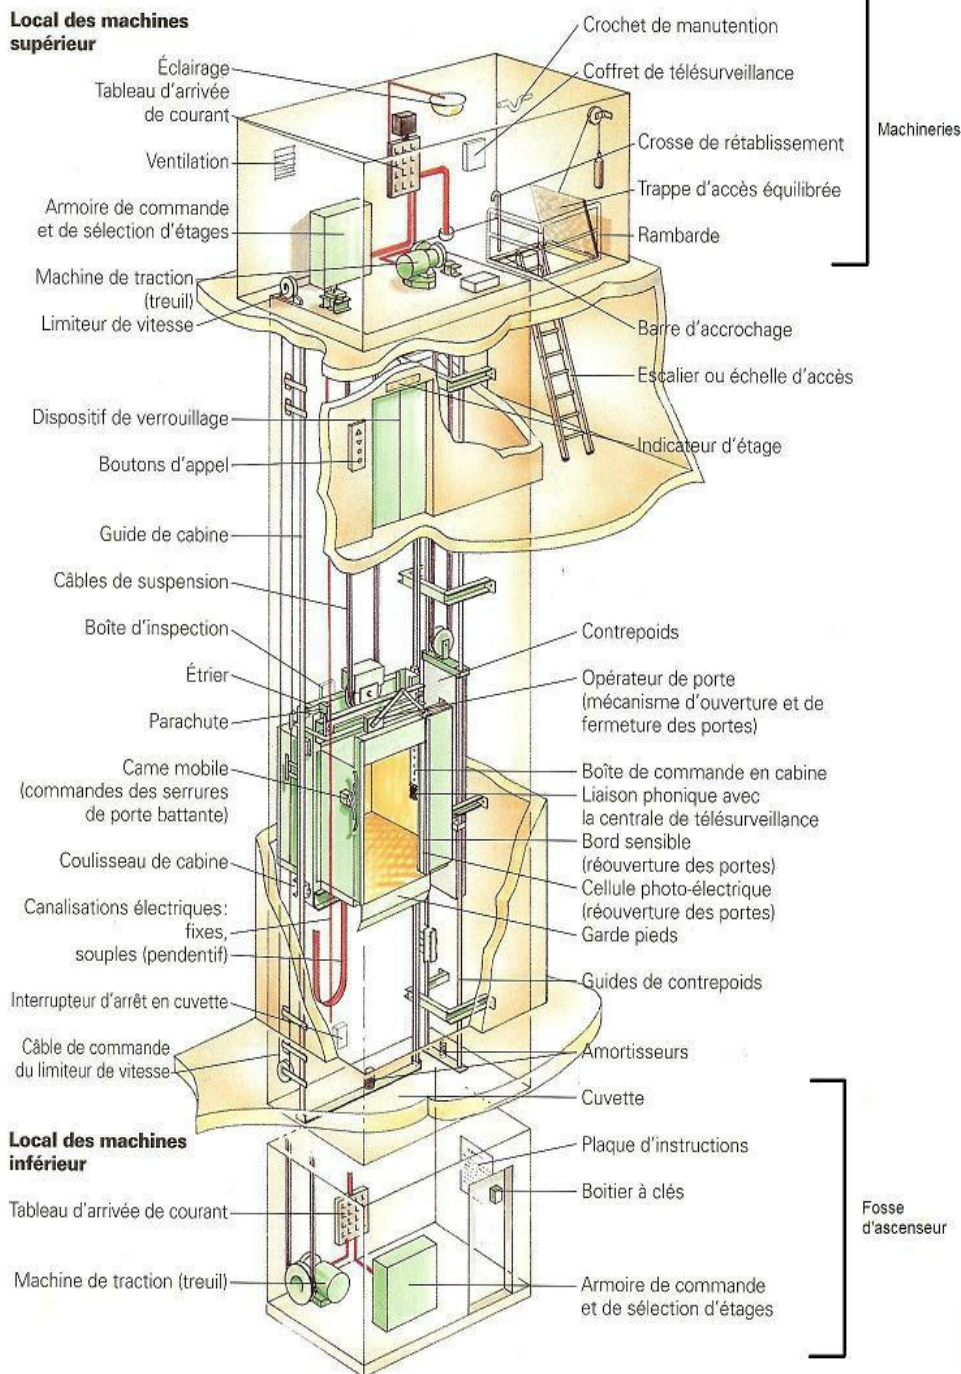 Local des machines
supérieur
Éclairage
Tableau d'arrivée
de courant
Ventilation
Armoire de commande
et de sélection d'étages
Machine de traction
(treuil)
Limiteur de vitesse
Crochet de manutention
Coffret de télésurveillance
Crosse de rétablissement
Trappe d'accès équilibrée
Rambarde
Machineries
Barre d'accrochage
Escalier ou échelle d'accès
Indicateur d'étage
Dispositif de verrouillage
Boutons d'appel
Guide de cabine
Câbles de suspension
Boîte d'inspection
Étrier
Parachute
Came mobile
(commandes des serrures
de porte battante)
Coulisseau de cabine
Canalisations électriques:
fixes,
souples (pendentif)
Interrupteur d'arrêt en cuvette
Câble de commande
du limiteur de vitesse
Contrepoids
Opérateur de porte
(mécanisme d'ouverture et de
fermeture des portes)
Boîte de commande en cabine
Liaison phonique avec
la centrale de télésurveillance
Bord sensible
(réouverture des portes)
Cellule photo-électrique
(réouverture des portes)
Garde pieds
Guides de contrepoids
Amortisseurs
Cuvette
Local des machines
inférieur
Tableau d'arrivée de courant
Machine de traction (treuil)
Plaque d'instructions
Boitier à clés
Armoire de commande
et de sélection d'étages
Fosse
d'ascenseur